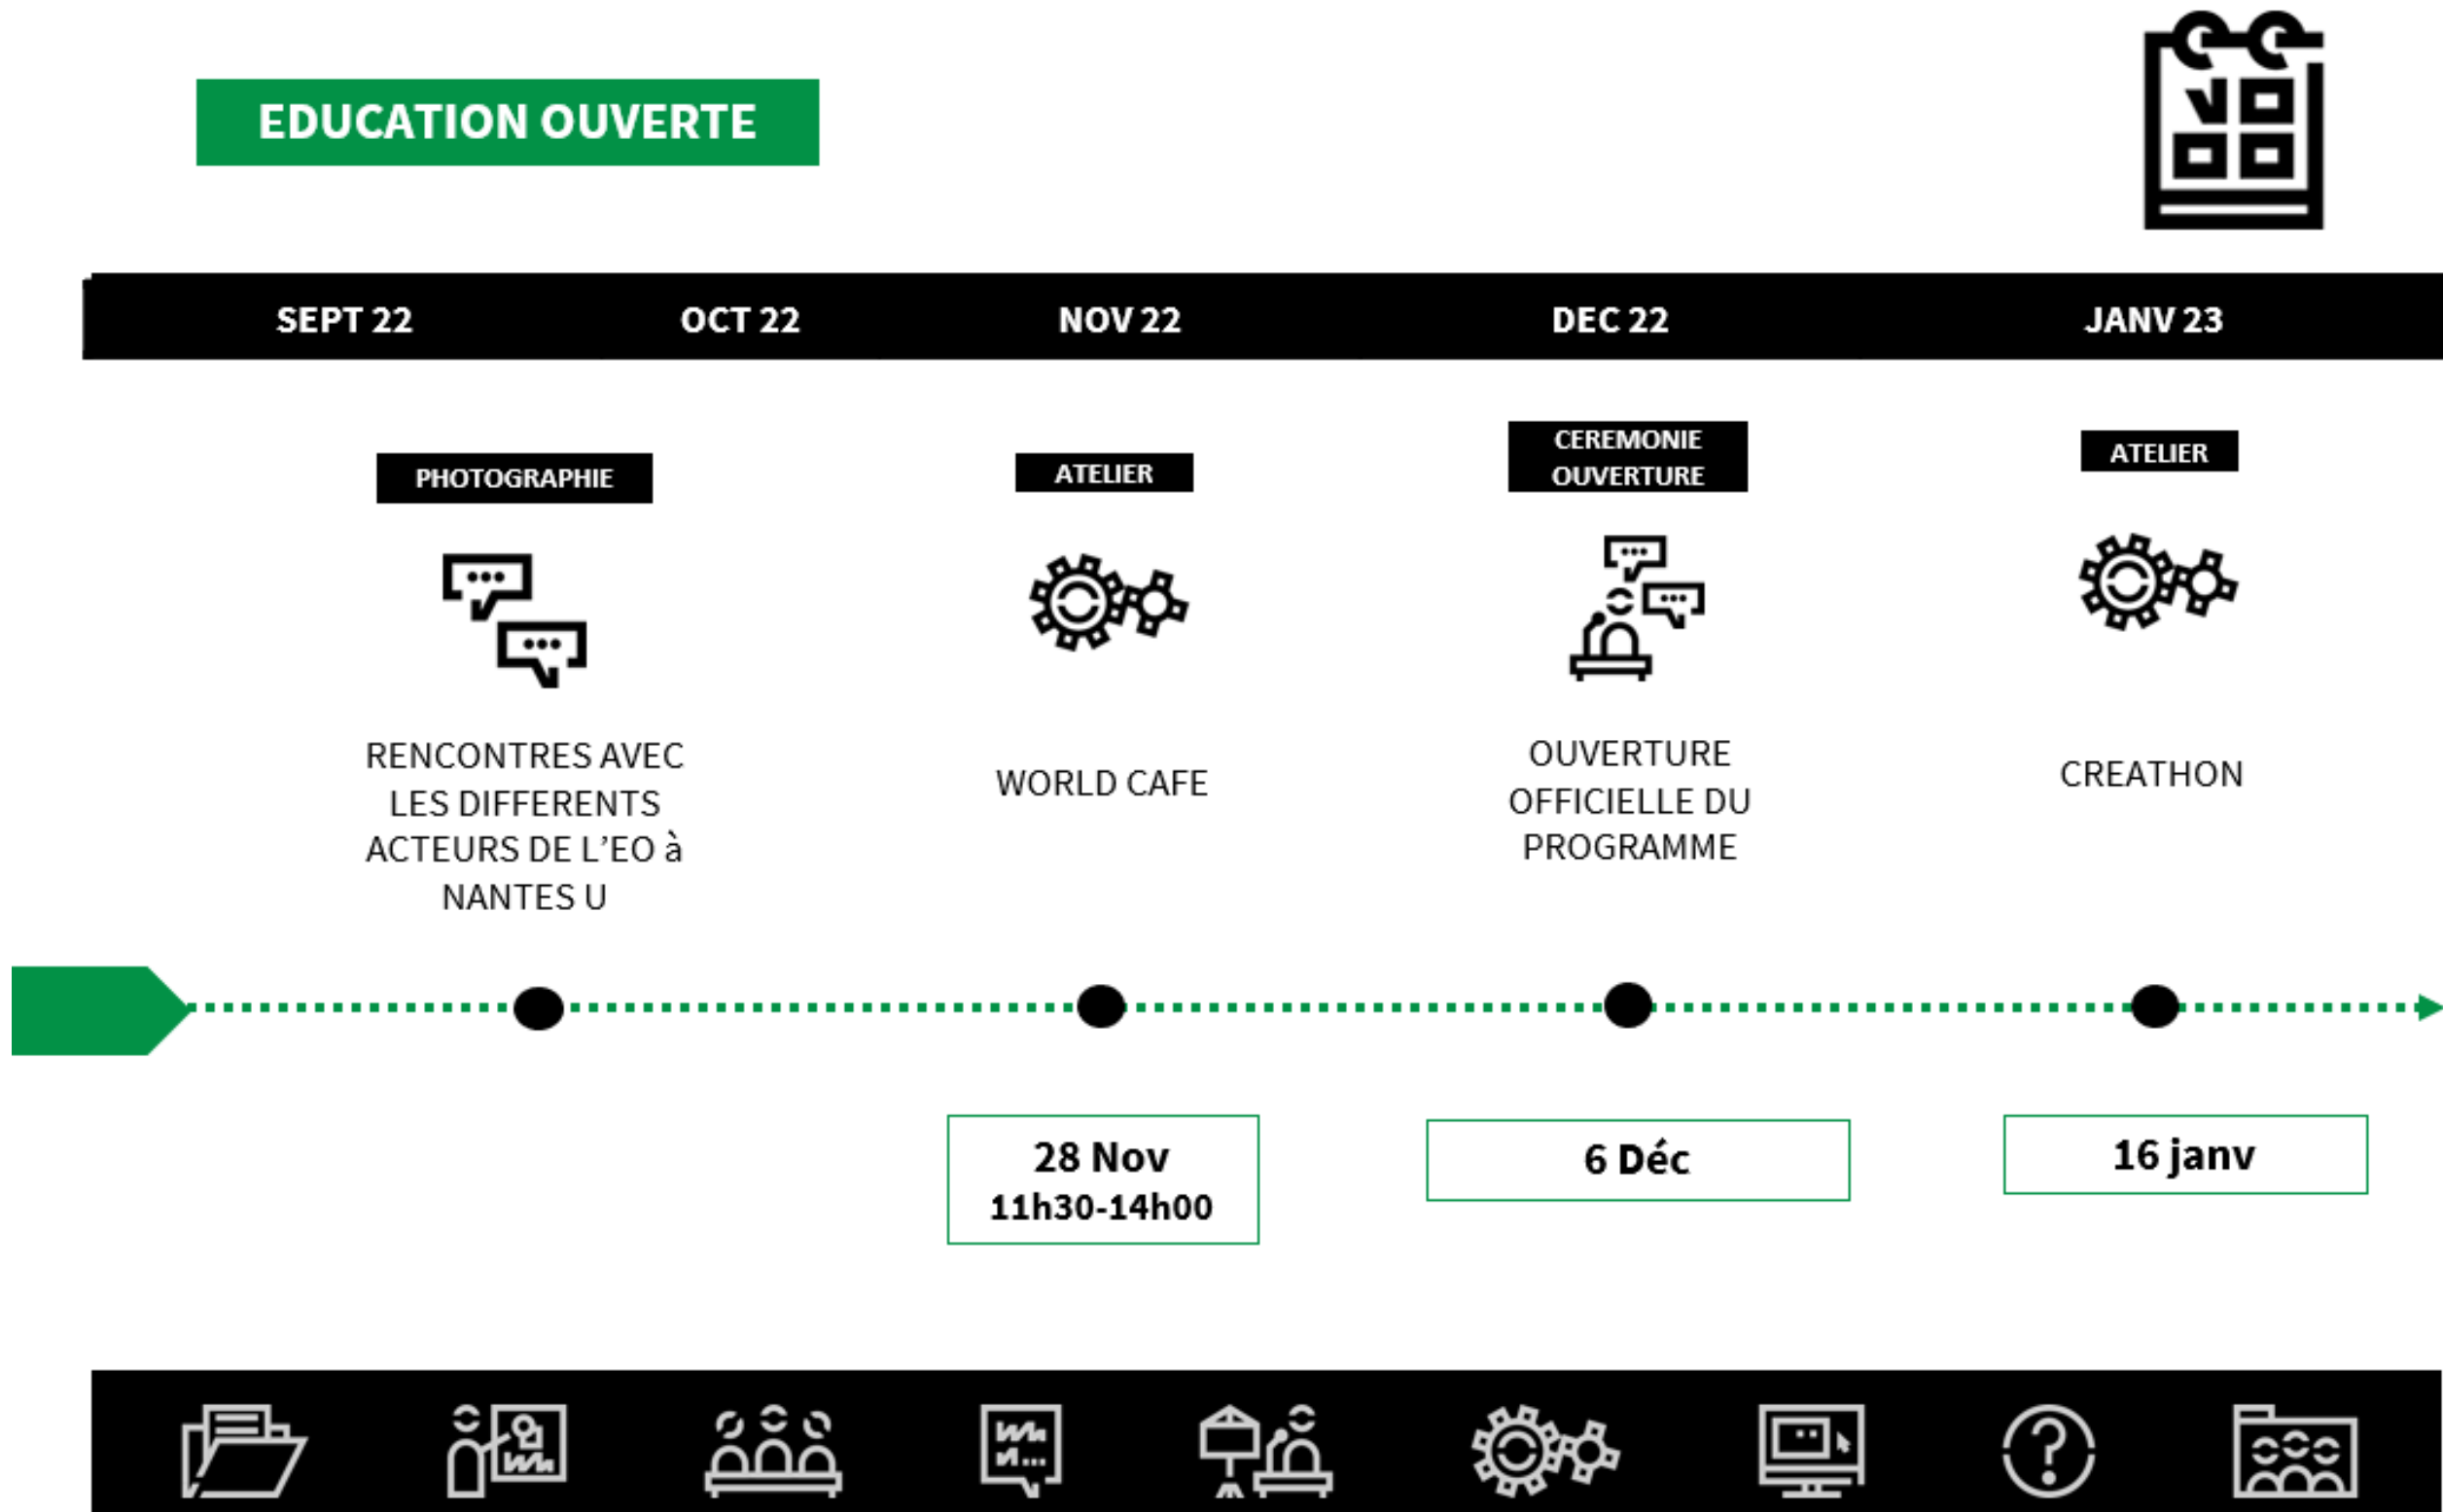 EDUCATION OUVERTE
SEPT 22
OCT 22
NOV 22
DEC 22
JANV 23
PHOTOGRAPHIE
RENCONTRES AVEC
LES DIFFERENTS
ACTEURS DE L’EO à
NANTES U
ATELIER
WORLD CAFE
28 Nov
11h30-14h00
CEREMONIE
OUVERTURE
OUVERTURE
OFFICIELLE DU
PROGRAMME
6 Déc
ATELIER
CREATHON
16 janv